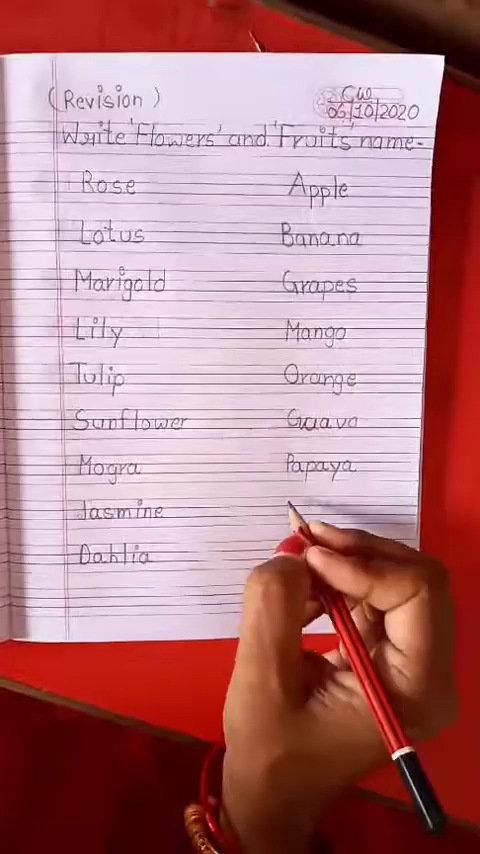 (Revision) CW
06/10/2020
Write 'Flowers' and 'Fruits' name-
Rose Apple
Lotus Banana
Marigold Grapes
Lily Mango
Tulip Orange
Sunflower Guava
Mogra Papaya
Jasmine
Dahlia